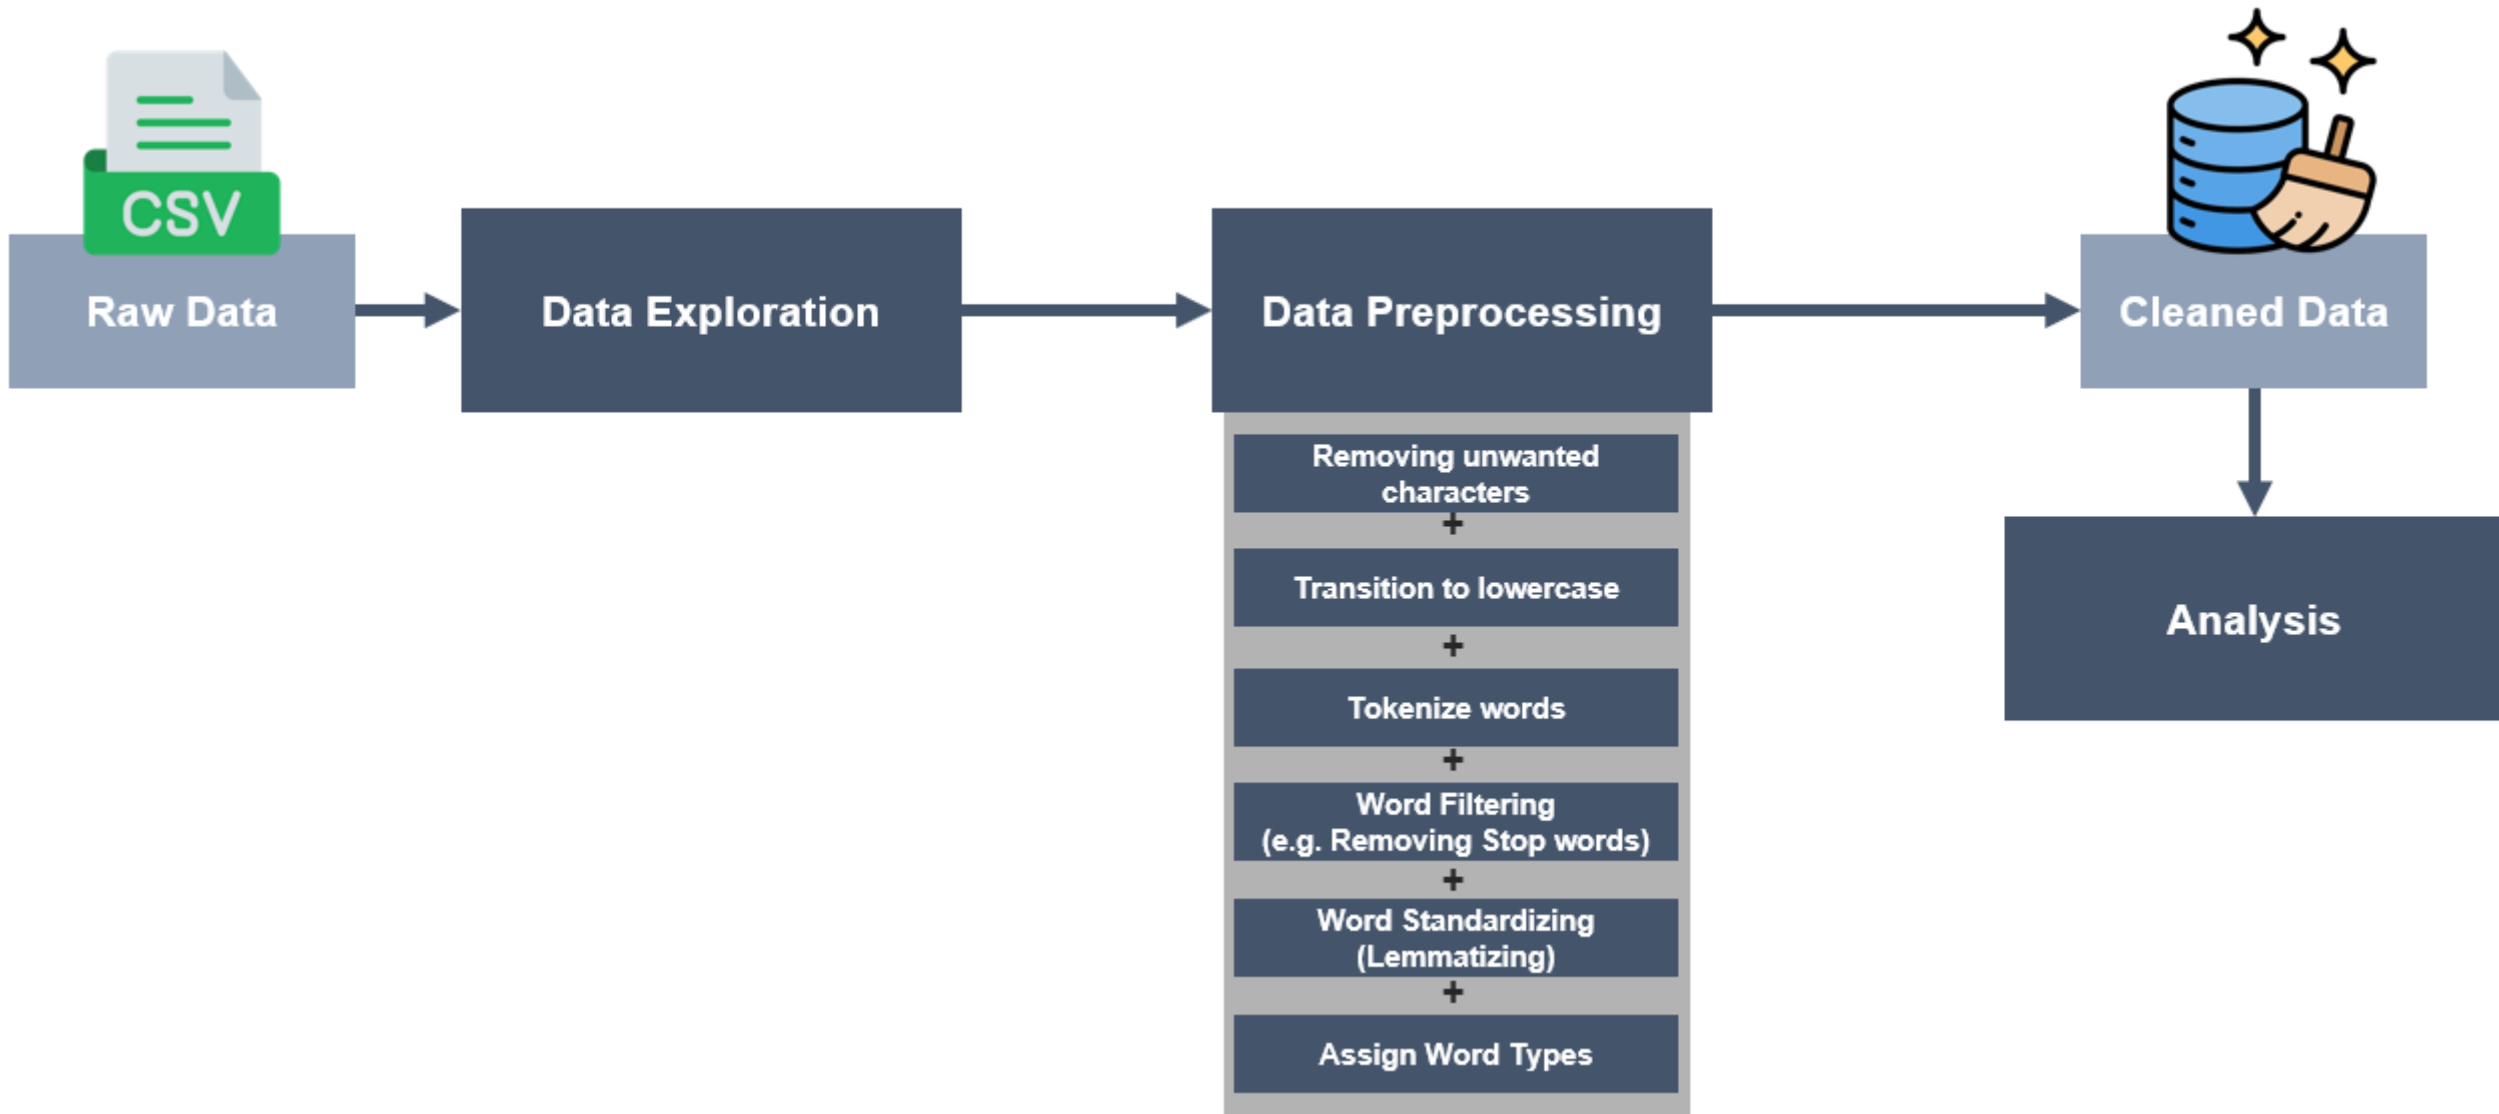 CSV
Raw Data
Data Exploration
Data Preprocessing
Cleaned Data
Removing unwanted
characters
+
Transition to lowercase
+
Tokenize words
+
Word Filtering
(e.g. Removing Stop words)
+
Word Standardizing
(Lemmatizing)
+
Assign Word Types
Analysis